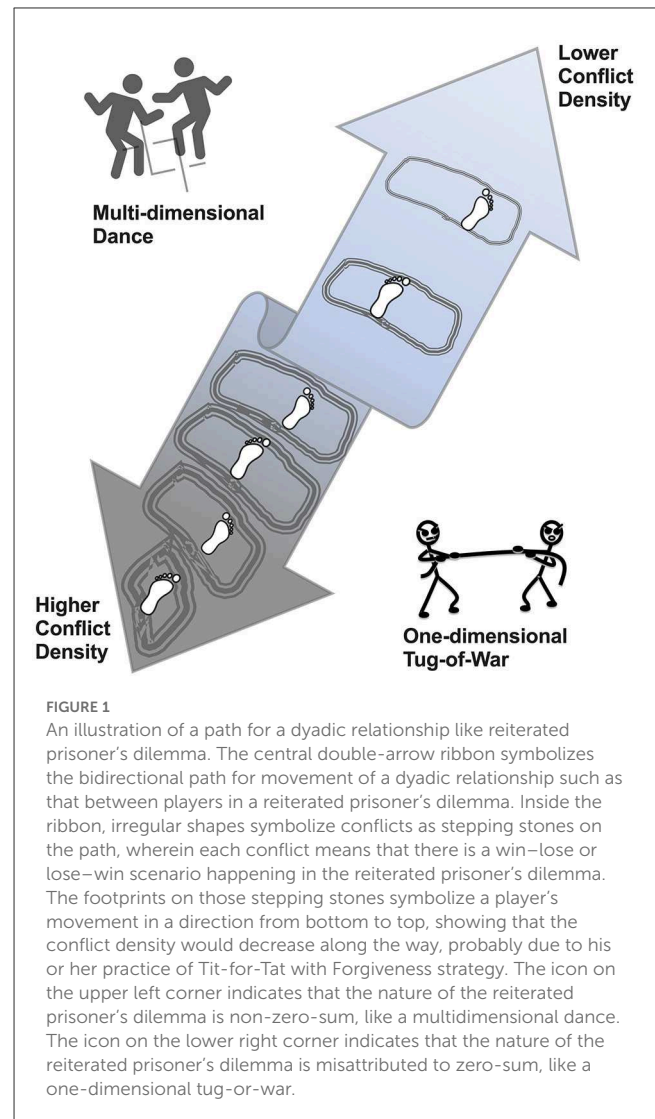 Lower
Conflict
Density
Multi-dimensional
Dance
Higher
Conflict
Density
One-dimensional
Tug-of-War
FIGURE 1
An illustration of a path for a dyadic relationship like reiterated
prisoner's dilemma. The central double-arrow ribbon symbolizes
the bidirectional path for movement of a dyadic relationship such as
that between players in a reiterated prisoner's dilemma. Inside the
ribbon, irregular shapes symbolize conflicts as stepping stones on
the path, wherein each conflict means that there is a win–lose or
lose–win scenario happening in the reiterated prisoner's dilemma.
The footprints on those stepping stones symbolize a player's
movement in a direction from bottom to top, showing that the
conflict density would decrease along the way, probably due to his
or her practice of Tit-for-Tat with Forgiveness strategy. The icon on
the upper left corner indicates that the nature of the reiterated
prisoner's dilemma is non-zero-sum, like a multidimensional dance.
The icon on the lower right corner indicates that the nature of the
reiterated prisoner's dilemma is misattributed to zero-sum, like a
one-dimensional tug-or-war.